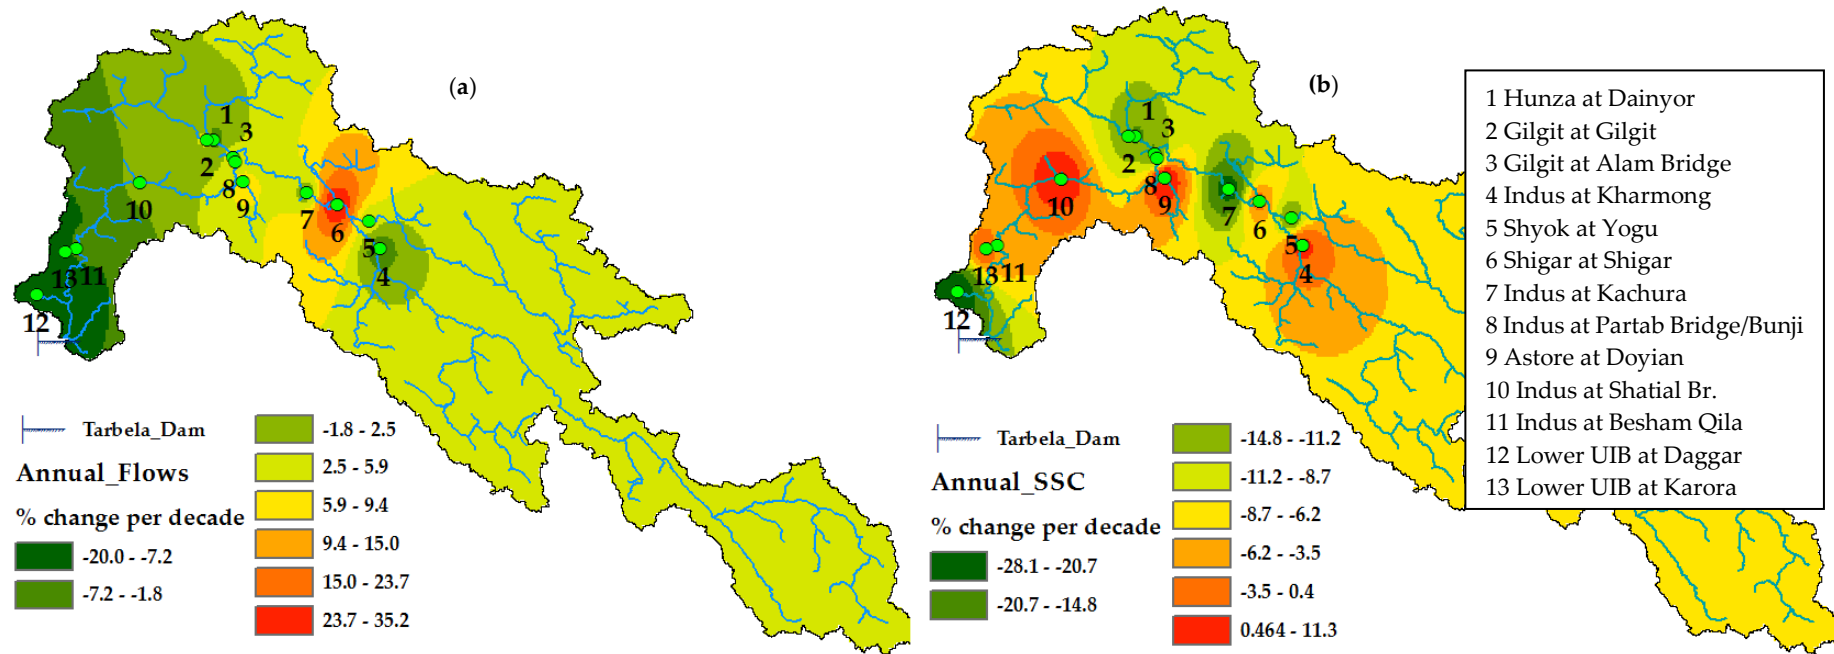 (a)
1
3
2
8
9
10
7
6
5
4
13
11
12
Tarbela_Dam
Annual_Flows
% change per decade
-20.0 - -7.2
-7.2 - -1.8
-1.8 - 2.5
2.5 - 5.9
5.9 - 9.4
9.4 - 15.0
15.0 - 23.7
23.7 - 35.2
(b)
1
3
2
8
9
10
7
6
5
4
13
11
12
Tarbela_Dam
Annual_SSC
% change per decade
-28.1 - -20.7
-20.7 - -14.8
-14.8 - -11.2
-11.2 - -8.7
-8.7 - -6.2
-6.2 - -3.5
-3.5 - 0.4
0.464 - 11.3
1 Hunza at Dainyor
2 Gilgit at Gilgit
3 Gilgit at Alam Bridge
4 Indus at Kharmong
5 Shyok at Yogu
6 Shigar at Shigar
7 Indus at Kachura
8 Indus at Partab Bridge/Bunji
9 Astore at Doyian
10 Indus at Shatial Br.
11 Indus at Besham Qila
12 Lower UIB at Daggar
13 Lower UIB at Karora